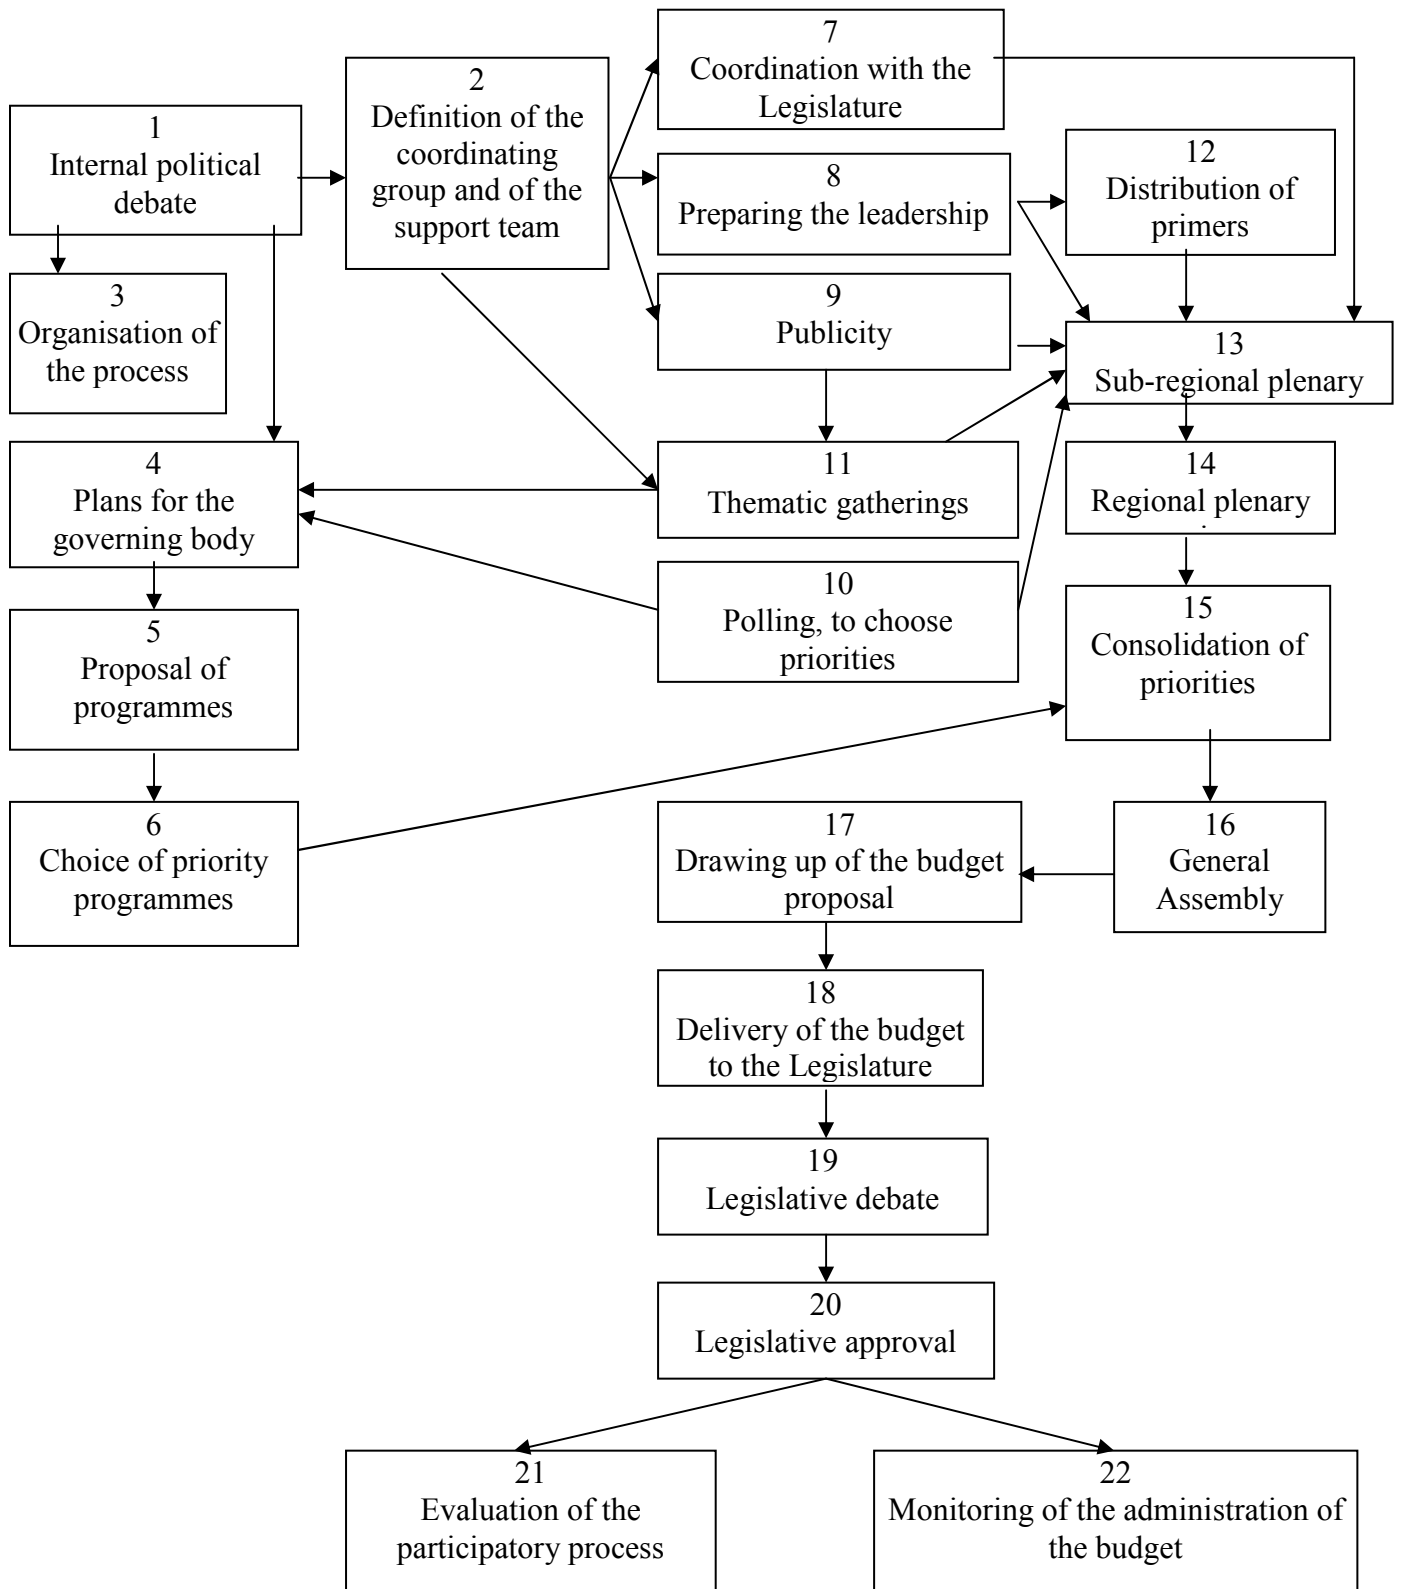 1
Internal political
debate
2
Definition of the
coordinating
group and of the
support team
3
Organisation of
the process
4
Plans for the
governing body
5
Proposal of
programmes
6
Choice of priority
programmes
7
Coordination with the
Legislature
8
Preparing the leadership
9
Publicity
10
Polling, to choose
priorities
11
Thematic gatherings
12
Distribution of
primers
13
Sub-regional plenary
14
Regional plenary
15
Consolidation of
priorities
16
General
Assembly
17
Drawing up of the budget
proposal
18
Delivery of the budget
to the Legislature
19
Legislative debate
20
Legislative approval
21
Evaluation of the
participatory process
22
Monitoring of the administration of
the budget